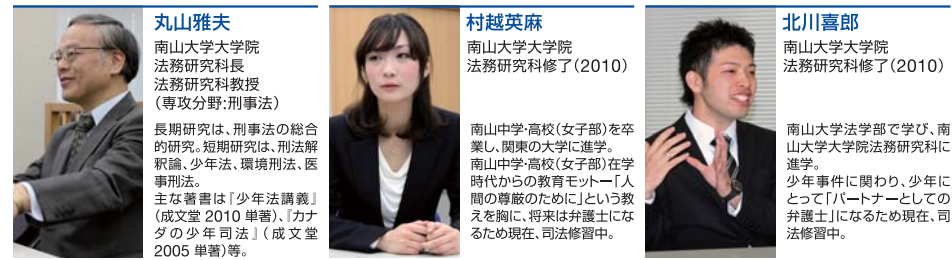 丸山雅夫
南山大学大学院
法務研究科長
法務研究科教授
(専攻分野:刑事法)
長期研究は、刑事法の総合
的研究。短期研究は、刑法解
釈論、少年法、環境刑法、医
事刑法。
主な著書は『少年法講義』
(成文堂 2010 単著)、『カナ
ダの少年司法』(成文堂
2005 単著)等。
村越英麻
南山大学大学院
法務研究科修了(2010)
南山中学・高校(女子部)を卒
業し、関東の大学に進学。
南山中学・高校(女子部)在学
時代からの教育モットー「人
間の尊厳のために」という教
えを胸に、将来は弁護士にな
るため現在、司法修習中。
北川喜郎
南山大学大学院
法務研究科修了(2010)
南山大学法学部で学び、南
山大学大学院法務研究科に
進学。
少年事件に関わり、少年に
とって「パートナーとしての
弁護士」になるため現在、司
法修習中。